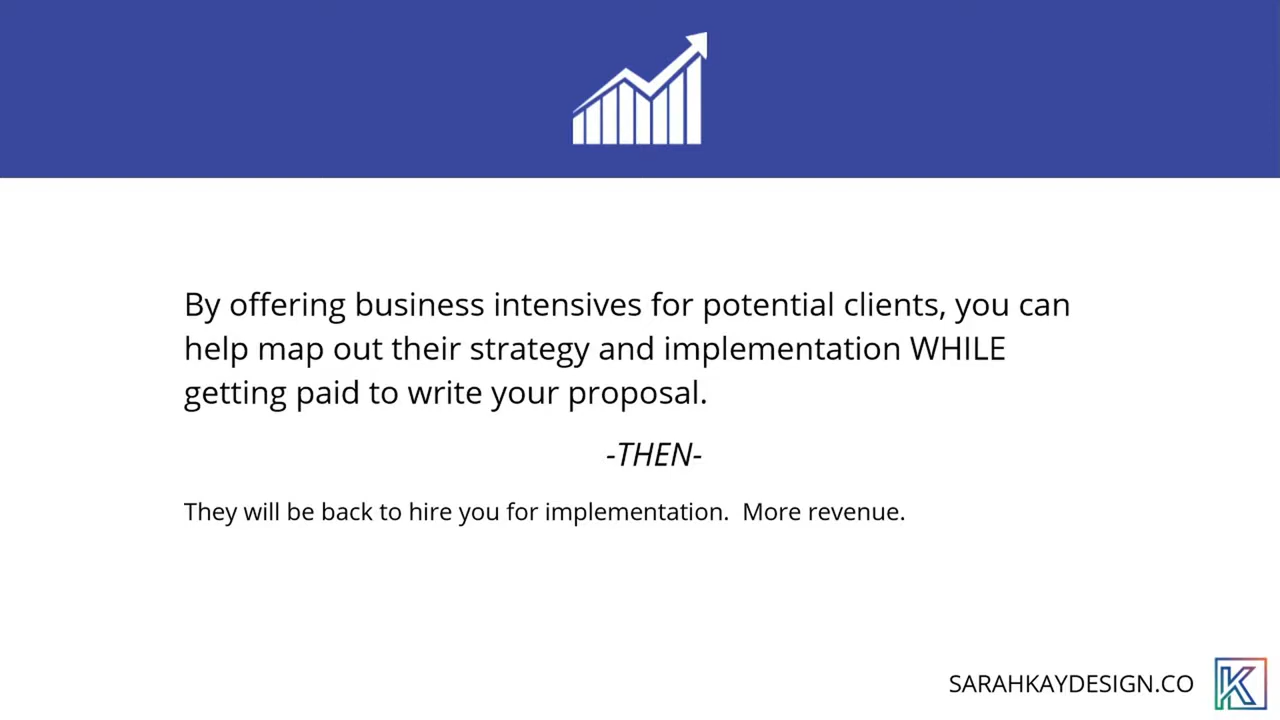 By offering business intensives for potential clients, you can
help map out their strategy and implementation WHILE
getting paid to write your proposal.
-THEN-
They will be back to hire you for implementation.  More revenue.
SARAHKAYDESIGN.CO
K